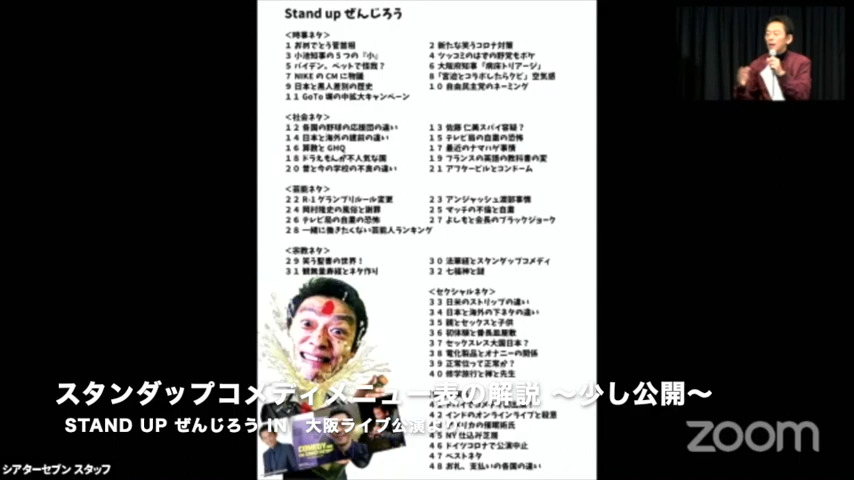 Stand up ぜんじろう
<時事ネタ>
1 おめでとう菅首相
2 新たな笑うコロナ対策
3 小池知事の5つの『小』
4 ツッコミのはずの野党もボケ
5 バイデン、ペットで怪我?
6 大阪府知事「病床トリアージ」
7 NIKEのCMに物議
8「宮迫とコラボしたらクビ」空気感
9 日本と黒人差別の歴史
10 自由民主党のネーミング
11 GoTo 頃の中拡大キャンペーン
<社会ネタ>
12 各国の野球の応援団の違い
13 佐藤 仁美スパイ容疑?
14 日本と海外の建前の違い
15 テレビ局の自粛の恐怖
16 算数とGHQ
17 最近のナマハゲ事情
18 ドラえもんが不人気な国
19 フランスの英語の教科書の変
20 昔と今の学校の不良の違い
21 アフターピルとコンドーム
<芸能ネタ>
22 R-1グランプリルール変更
23 アンジャッシュ渡部事情
24 岡村隆史の風俗と謝罪
25 マッチの不倫と自粛
26 テレビ局の自粛の恐怖
27 よしもと会長のブラックジョーク
28 一緒に働きたくない芸能人ランキング
<宗教ネタ>
29 笑う聖書の世界!
30 法華経とスタンダップコメディ
31 観無量寿経とネタ作り
32 七福神と謎
<セクシャルネタ>
33 日米のストリップの違い
34 日本と海外の下ネタの違い
35 親とセックスと子供
36 初体験と番長皿屋敷
37 セックスレス大国日本?
38 電化製品とオナニーの関係
39 正常位って正常か?
40 修学旅行と禅と先生
スタンダップコメディメニュー表の解説 ～少し公開～
STAND UP ぜんじろう IN 大阪ライブ公演より
42 インドのオンラインライブと殺意
アメリカの催眠術氏
45 NY仕込み芝居
46 ドイツコロナで公演中止
47 ベストネタ
48 お礼、支払いの各国の違い
COMEDY
zoom
シアターセブン スタッフ